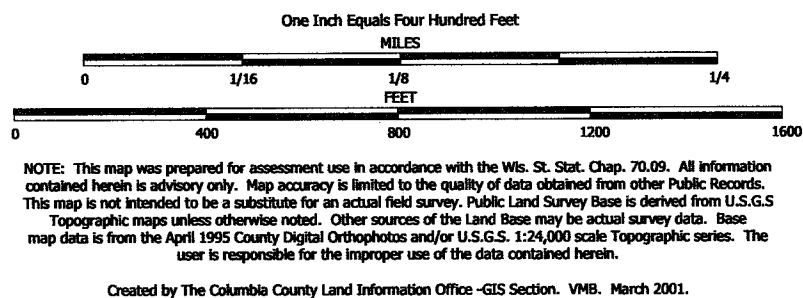 One Inch Equals Four Hundred Feet
MILES
0 1/16 1/8 1/4
FEET
0 400 800 1200 1600
NOTE: This map was prepared for assessment use in accordance with the Wis. St. Stat. Chap. 70.09. All information
contained herein is advisory only. Map accuracy is limited to the quality of data obtained from other Public Records.
This map is not intended to be a substitute for an actual field survey. Public Land Survey Base is derived from U.S.G.S
Topographic maps unless otherwise noted. Other sources of the Land Base may be actual survey data. Base
map data is from the April 1995 County Digital Orthophotos and/or U.S.G.S. 1:24,000 scale Topographic series. The
user is responsible for the improper use of the data contained herein.
Created by The Columbia County Land Information Office -GIS Section. VMB. March 2001.